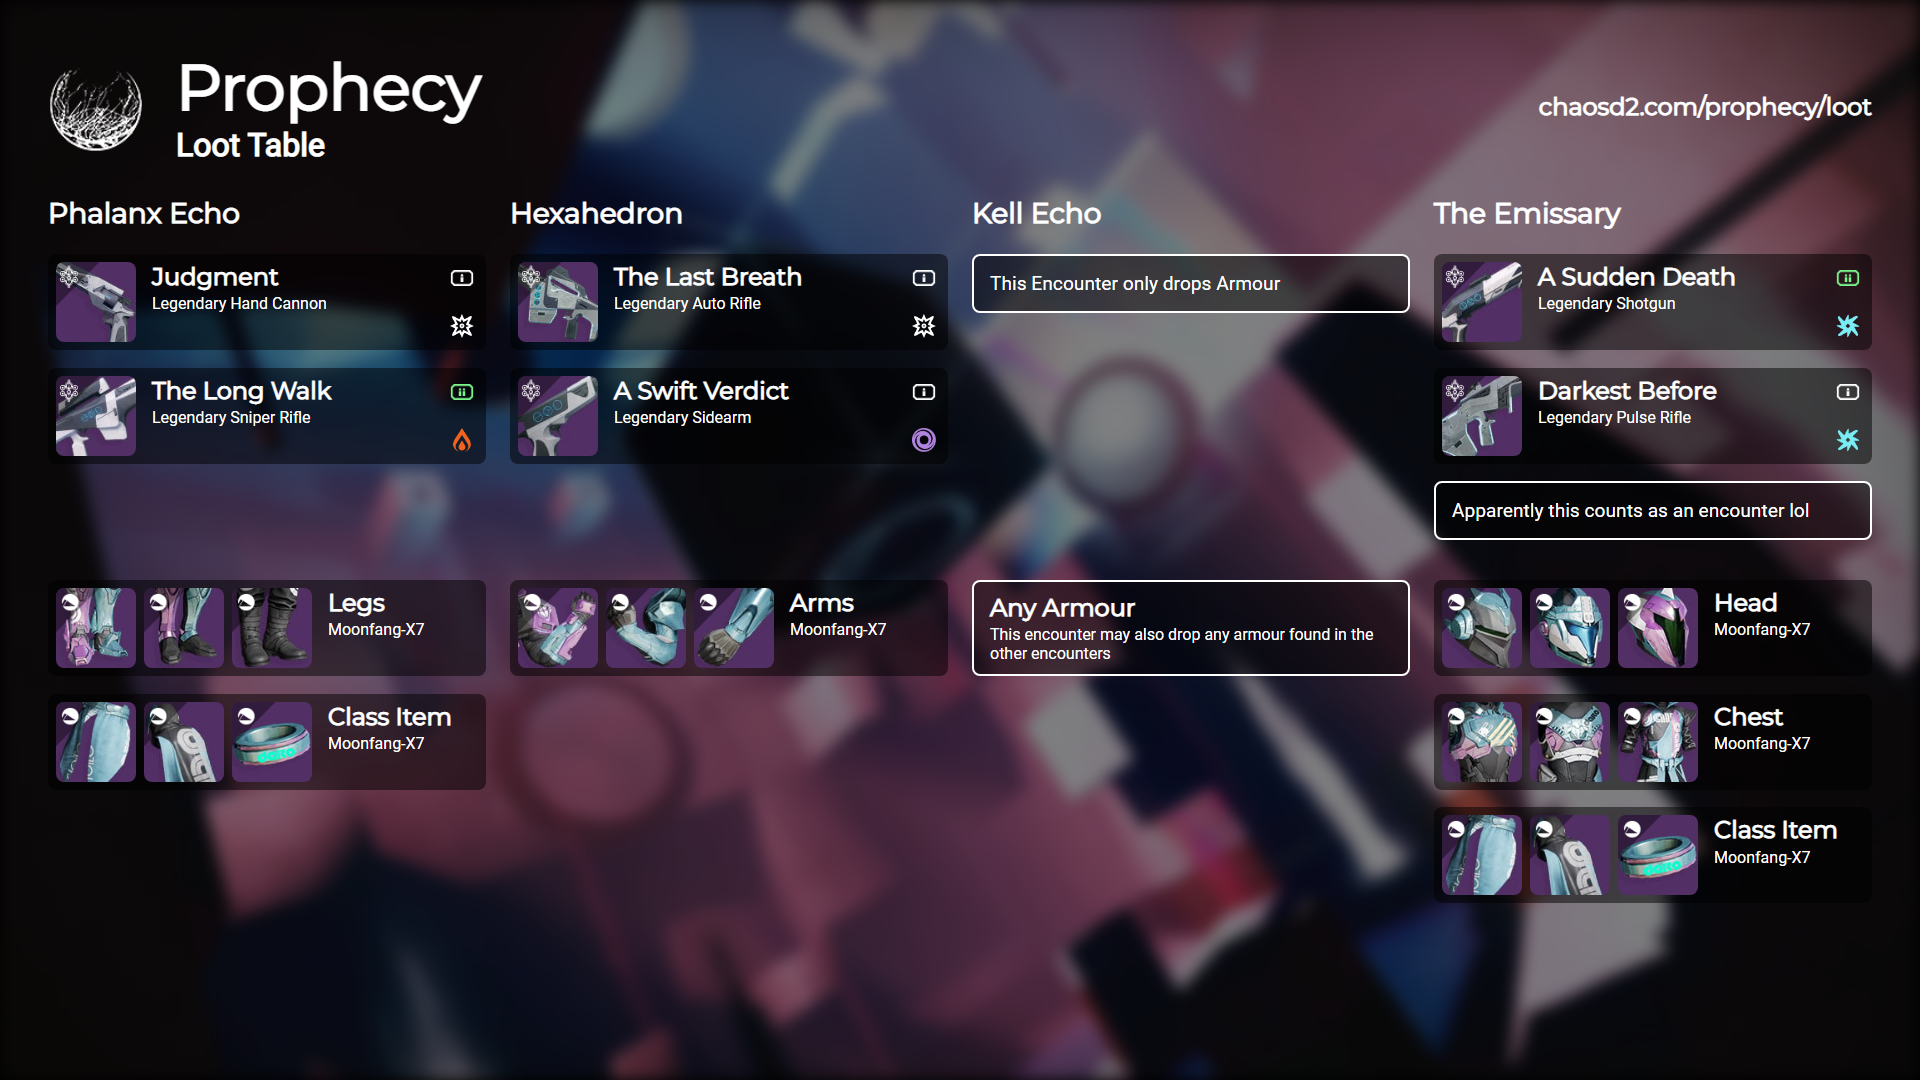 Prophecy
Loot Table
chaosd2.com/prophecy/loot
Phalanx Echo
Judgment
Legendary Hand Cannon
The Long Walk
Legendary Sniper Rifle
Legs
Moonfang-X7
Class Item
Moonfang-X7
Hexahedron
The Last Breath
Legendary Auto Rifle
A Swift Verdict
Legendary Sidearm
Arms
Moonfang-X7
Kell Echo
This Encounter only drops Armour
Any Armour
This encounter may also drop any armour found in the
other encounters
The Emissary
A Sudden Death
Legendary Shotgun
Darkest Before
Legendary Pulse Rifle
Apparently this counts as an encounter lol
Head
Moonfang-X7
Chest
Moonfang-X7
Class Item
Moonfang-X7